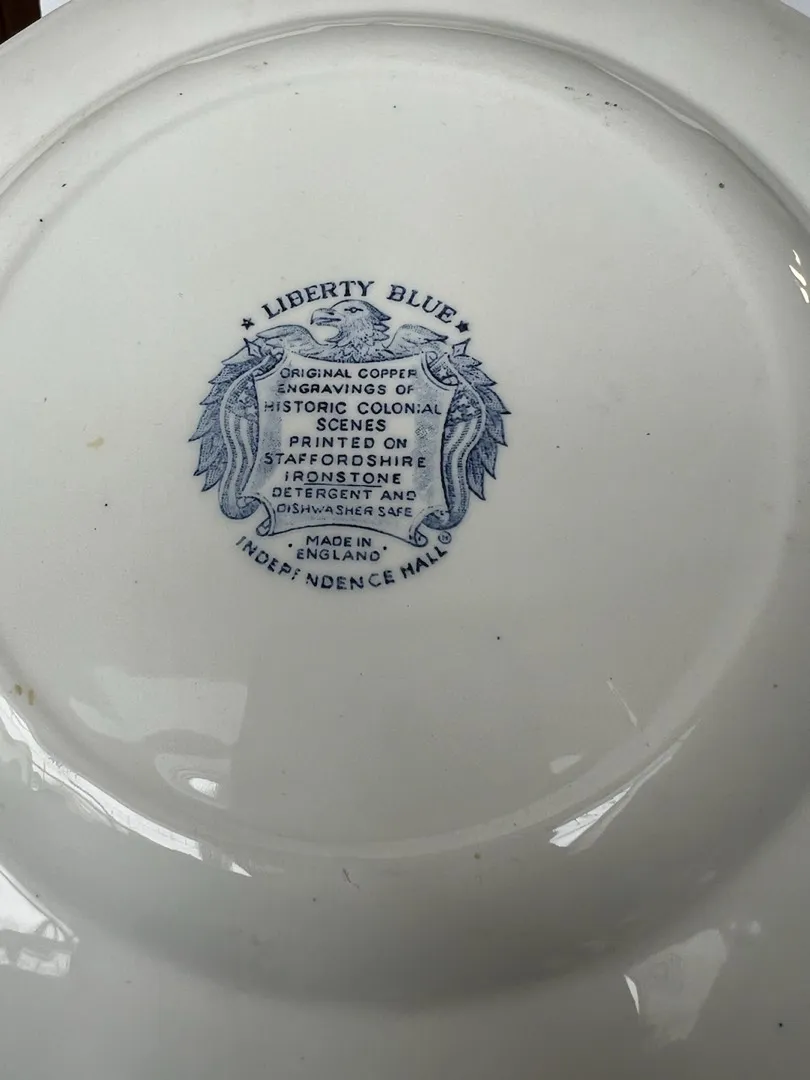 ★ LIBERTY BLUE ★
ORIGINAL COPPER
ENGRAVINGS OF
HISTORIC COLONIAL
SCENES
PRINTED ON
STAFFORDSHIRE
IRONSTONE
DETERGENT AND
DISHWASHER SAFE
• MADE IN •
ENGLAND
INDEPENDENCE HALL®